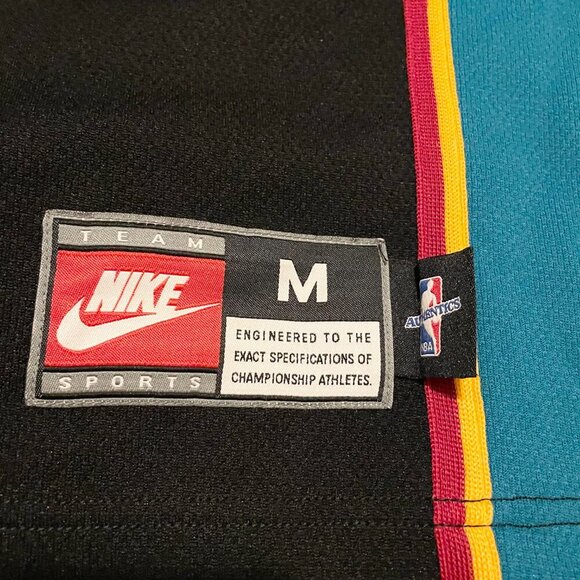 TEAM
NIKE
SPORTS
M
ENGINEERED TO THE
EXACT SPECIFICATIONS OF
CHAMPIONSHIP ATHLETES.
AUTHENTICS
NBA